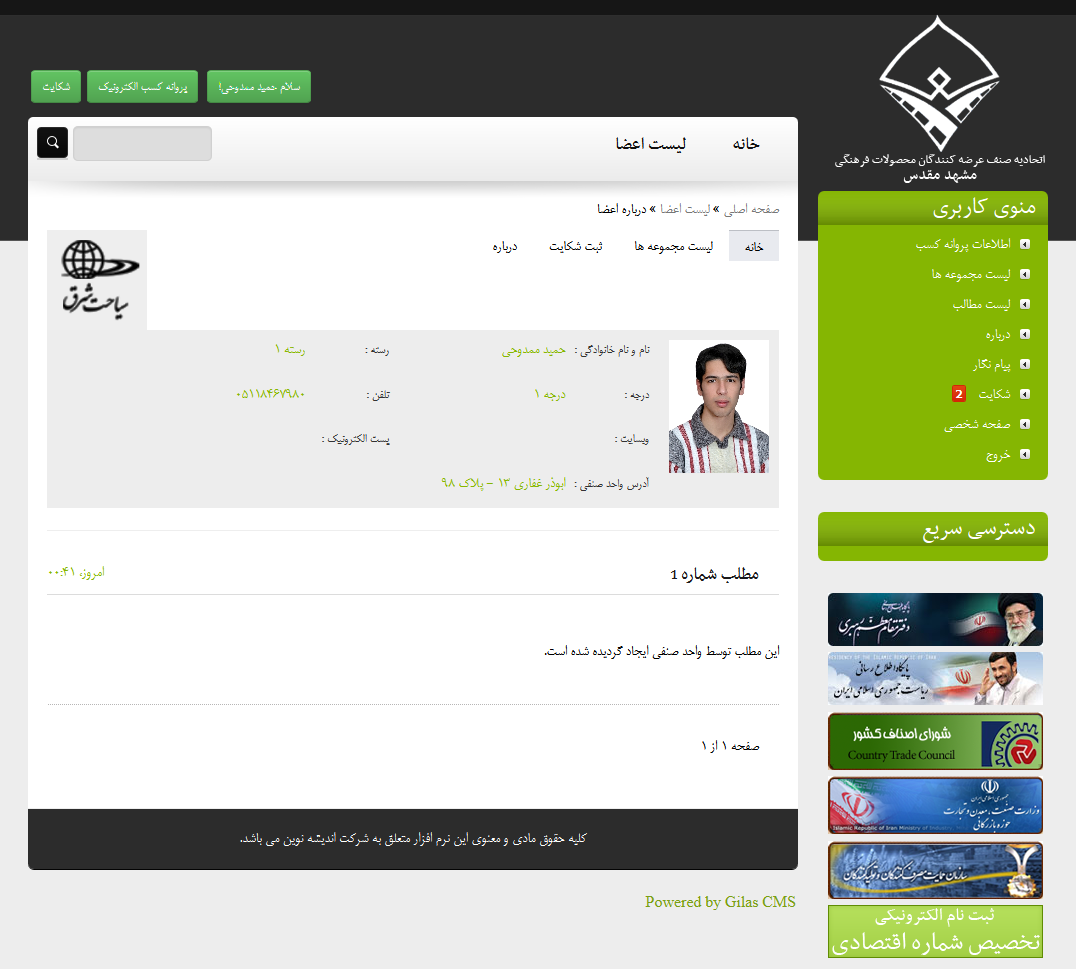 سلام حمید ممدوحی!
پروانه کسب الکترونیک
شکایت
اتحادیه صنف عرضه کنندگان محصولات فرهنگی
مشهد مقدس
خانه
لیست اعضا
صفحه اصلی » لیست اعضا » درباره اعضا
خانه
لیست مجموعه ها
ثبت شکایت
درباره
سیاحت شرق
نام و نام خانوادگی : حمید ممدوحی
رسته : رسته ۱
درجه : درجه ۱
تلفن : ۰۵۱۱۸۴۶۷۹۸۰
وبسایت :
پست الکترونیک :
آدرس واحد صنفی : ابوذر غفاری ۱۳ - پلاک ۹۸
مطلب شماره 1
امروز، ۰۰:۴۱
این مطلب توسط واحد صنفی ایجاد گردیده شده است.
صفحه ۱ از ۱
کلیه حقوق مادی و معنوی این نرم افزار متعلق به شرکت اندیشه نوین می باشد.
Powered by Gilas CMS
منوی کاربری
اطلاعات پروانه کسب
لیست مجموعه ها
لیست مطالب
درباره
پیام نگار
شکایت 2
صفحه شخصی
خروج
دسترسی سریع
دفتر مقام معظم رهبری
Presidency of the Islamic Republic of Iran
پایگاه اطلاع رسانی
ریاست جمهوری اسلامی ایران
شورای اصناف کشور
Country Trade Council
جمهوری اسلامی ایران
وزارت صنعت، معدن و تجارت
حوزه بازرگانی
Islamic Republic of Iran Ministry of Industry
سازمان حمایت مصرف کنندگان و تولیدکنندگان
ثبت نام الکترونیکی
تخصیص شماره اقتصادی